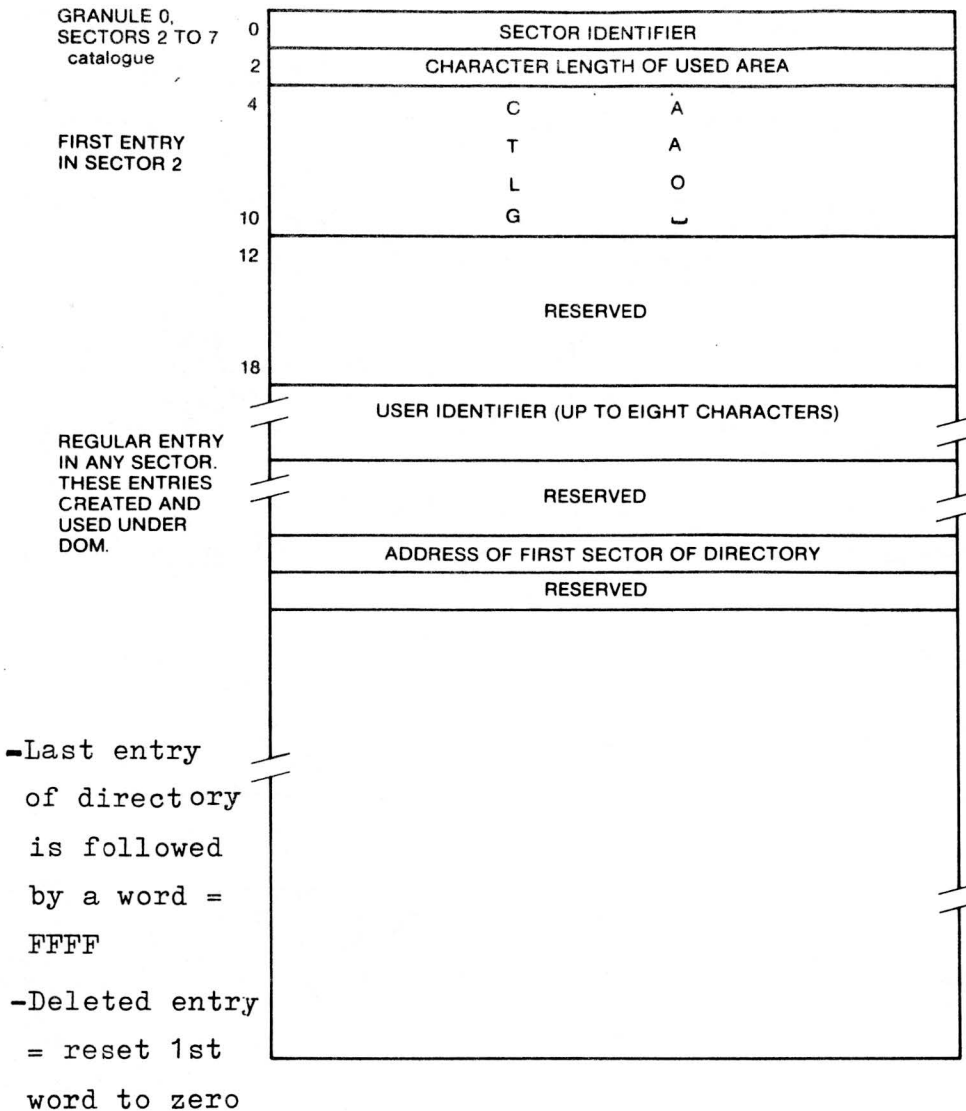 GRANULE 0,
SECTORS 2 TO 7
catalogue
0 SECTOR IDENTIFIER
2 CHARACTER LENGTH OF USED AREA
4 C A
FIRST ENTRY
IN SECTOR 2
T A
L O
10 G ⎵
12
RESERVED
18
USER IDENTIFIER (UP TO EIGHT CHARACTERS)
REGULAR ENTRY
IN ANY SECTOR.
THESE ENTRIES
CREATED AND
USED UNDER
DOM.
RESERVED
ADDRESS OF FIRST SECTOR OF DIRECTORY
RESERVED
-Last entry
of directory
is followed
by a word =
FFFF
-Deleted entry
= reset 1st
word to zero